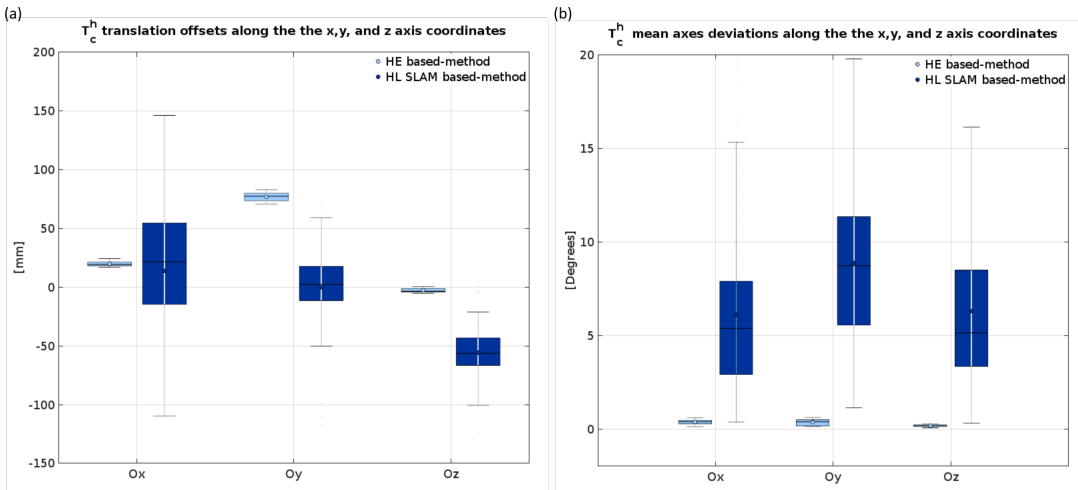 (a)
T_c^h translation offsets along the the x,y, and z axis coordinates
HE based-method
HL SLAM based-method
200
150
100
50
0
-50
-100
-150
[mm]
Ox Oy Oz
(b)
T_c^h mean axes deviations along the the x,y, and z axis coordinates
HE based-method
HL SLAM based-method
20
15
10
5
0
[Degrees]
Ox Oy Oz